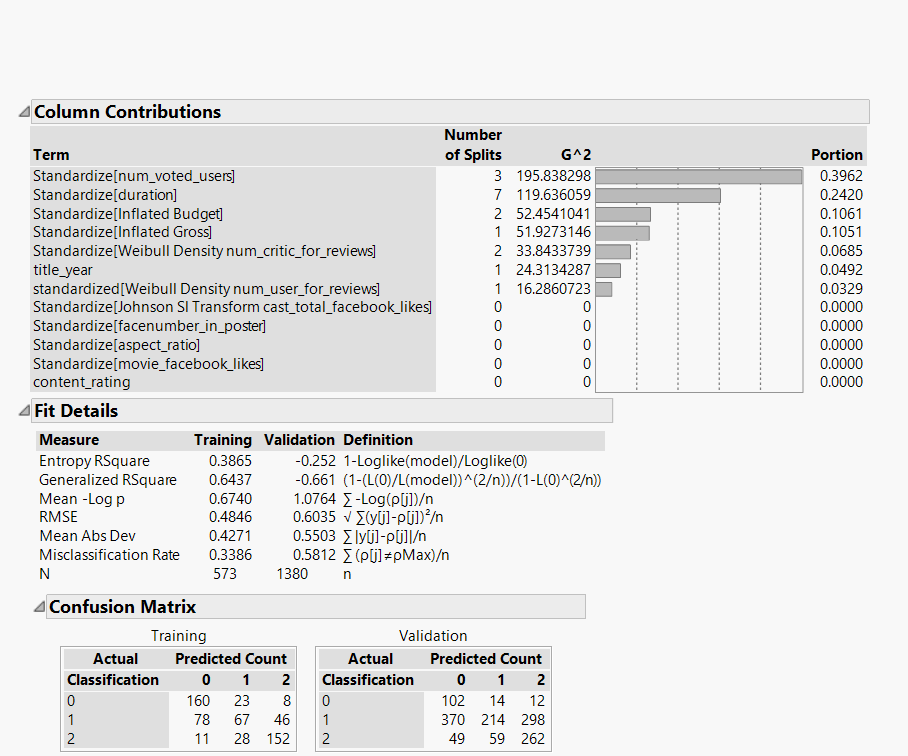 Column Contributions
Term Number of Splits G^2 Portion
Standardize[num_voted_users] 3 195.838298 0.3962
Standardize[duration] 7 119.636059 0.2420
Standardize[Inflated Budget] 2 52.4541041 0.1061
Standardize[Inflated Gross] 1 51.9273146 0.1051
Standardize[Weibull Density num_critic_for_reviews] 2 33.8433739 0.0685
title_year 1 24.3134287 0.0492
standardized[Weibull Density num_user_for_reviews] 1 16.2860723 0.0329
Standardize[Johnson SI Transform cast_total_facebook_likes] 0 0 0.0000
Standardize[facenumber_in_poster] 0 0 0.0000
Standardize[aspect_ratio] 0 0 0.0000
Standardize[movie_facebook_likes] 0 0 0.0000
content_rating 0 0 0.0000
Fit Details
Measure Training Validation Definition
Entropy RSquare 0.3865 -0.252 1-Loglike(model)/Loglike(0)
Generalized RSquare 0.6437 -0.661 (1-(L(0)/L(model))^(2/n))/(1-L(0)^(2/n))
Mean -Log p 0.6740 1.0764 ∑ -Log(ρ[j])/n
RMSE 0.4846 0.6035 √ ∑(y[j]-ρ[j])²/n
Mean Abs Dev 0.4271 0.5503 ∑ |y[j]-ρ[j]|/n
Misclassification Rate 0.3386 0.5812 ∑ (ρ[j]≠ρMax)/n
N 573 1380 n
Confusion Matrix
Training Validation
Actual Predicted Count Actual Predicted Count
Classification 0 1 2 Classification 0 1 2
0 160 23 8 0 102 14 12
1 78 67 46 1 370 214 298
2 11 28 152 2 49 59 262